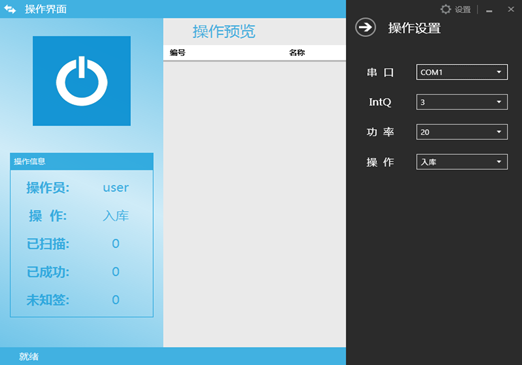 操作界面
操作预览
编号 名称
操作信息
操作员: user
操 作: 入库
已扫描: 0
已成功: 0
未知签: 0
就绪
设置
操作设置
串 口 COM1
IntQ 3
功 率 20
操 作 入库